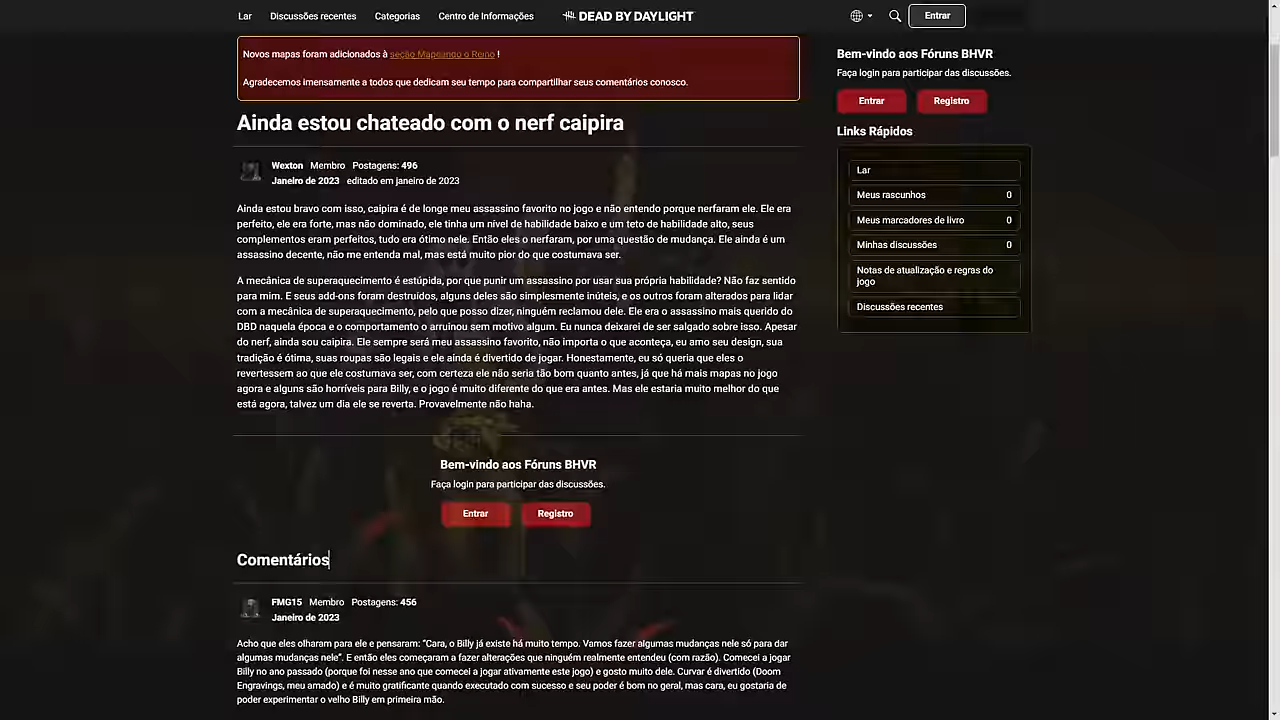 Lar Discussões recentes Categorias Centro de Informações DEAD BY DAYLIGHT Entrar
Novos mapas foram adicionados à seção Mapeando o Reino !
Agradecemos imensamente a todos que dedicam seu tempo para compartilhar seus comentários conosco.
Ainda estou chateado com o nerf caipira
Wexton Membro Postagens: 496
Janeiro de 2023 editado em janeiro de 2023
Ainda estou bravo com isso, caipira é de longe meu assassino favorito no jogo e não entendo porque nerfaram ele. Ele era
perfeito, ele era forte, mas não dominado, ele tinha um nível de habilidade baixo e um teto de habilidade alto, seus
complementos eram perfeitos, tudo era ótimo nele. Então eles o nerfaram, por uma questão de mudança. Ele ainda é um
assassino decente, não me entenda mal, mas está muito pior do que costumava ser.
A mecânica de superaquecimento é estúpida, por que punir um assassino por usar sua própria habilidade? Não faz sentido
para mim. E seus add-ons foram destruídos, alguns deles são simplesmente inúteis, e os outros foram alterados para lidar
com a mecânica de superaquecimento, pelo que posso dizer, ninguém reclamou dele. Ele era o assassino mais querido do
DBD naquela época e o comportamento o arruinou sem motivo algum. Eu nunca deixarei de ser salgado sobre isso. Apesar
do nerf, ainda sou caipira. Ele sempre será meu assassino favorito, não importa o que aconteça, eu amo seu design, sua
tradição é ótima, suas roupas são legais e ele ainda é divertido de jogar. Honestamente, eu só queria que eles o
revertessem ao que ele costumava ser, com certeza ele não seria tão bom quanto antes, já que há mais mapas no jogo
agora e alguns são horríveis para Billy, e o jogo é muito diferente do que era antes. Mas ele estaria muito melhor do que
está agora, talvez um dia ele se reverta. Provavelmente não haha.
Bem-vindo aos Fóruns BHVR
Faça login para participar das discussões.
Entrar Registro
Comentários
FMG15 Membro Postagens: 456
Janeiro de 2023
Acho que eles olharam para ele e pensaram: “Cara, o Billy já existe há muito tempo. Vamos fazer algumas mudanças nele só para dar
algumas mudanças nele”. E então eles começaram a fazer alterações que ninguém realmente entendeu (com razão). Comecei a jogar
Billy no ano passado (porque foi nesse ano que comecei a jogar ativamente este jogo) e gosto muito dele. Curvar é divertido (Doom
Engravings, meu amado) e é muito gratificante quando executado com sucesso e seu poder é bom no geral, mas cara, eu gostaria de
poder experimentar o velho Billy em primeira mão.
Bem-vindo aos Fóruns BHVR
Faça login para participar das discussões.
Entrar Registro
Links Rápidos
Lar
Meus rascunhos 0
Meus marcadores de livro 0
Minhas discussões 0
Notas de atualização e regras do
jogo
Discussões recentes